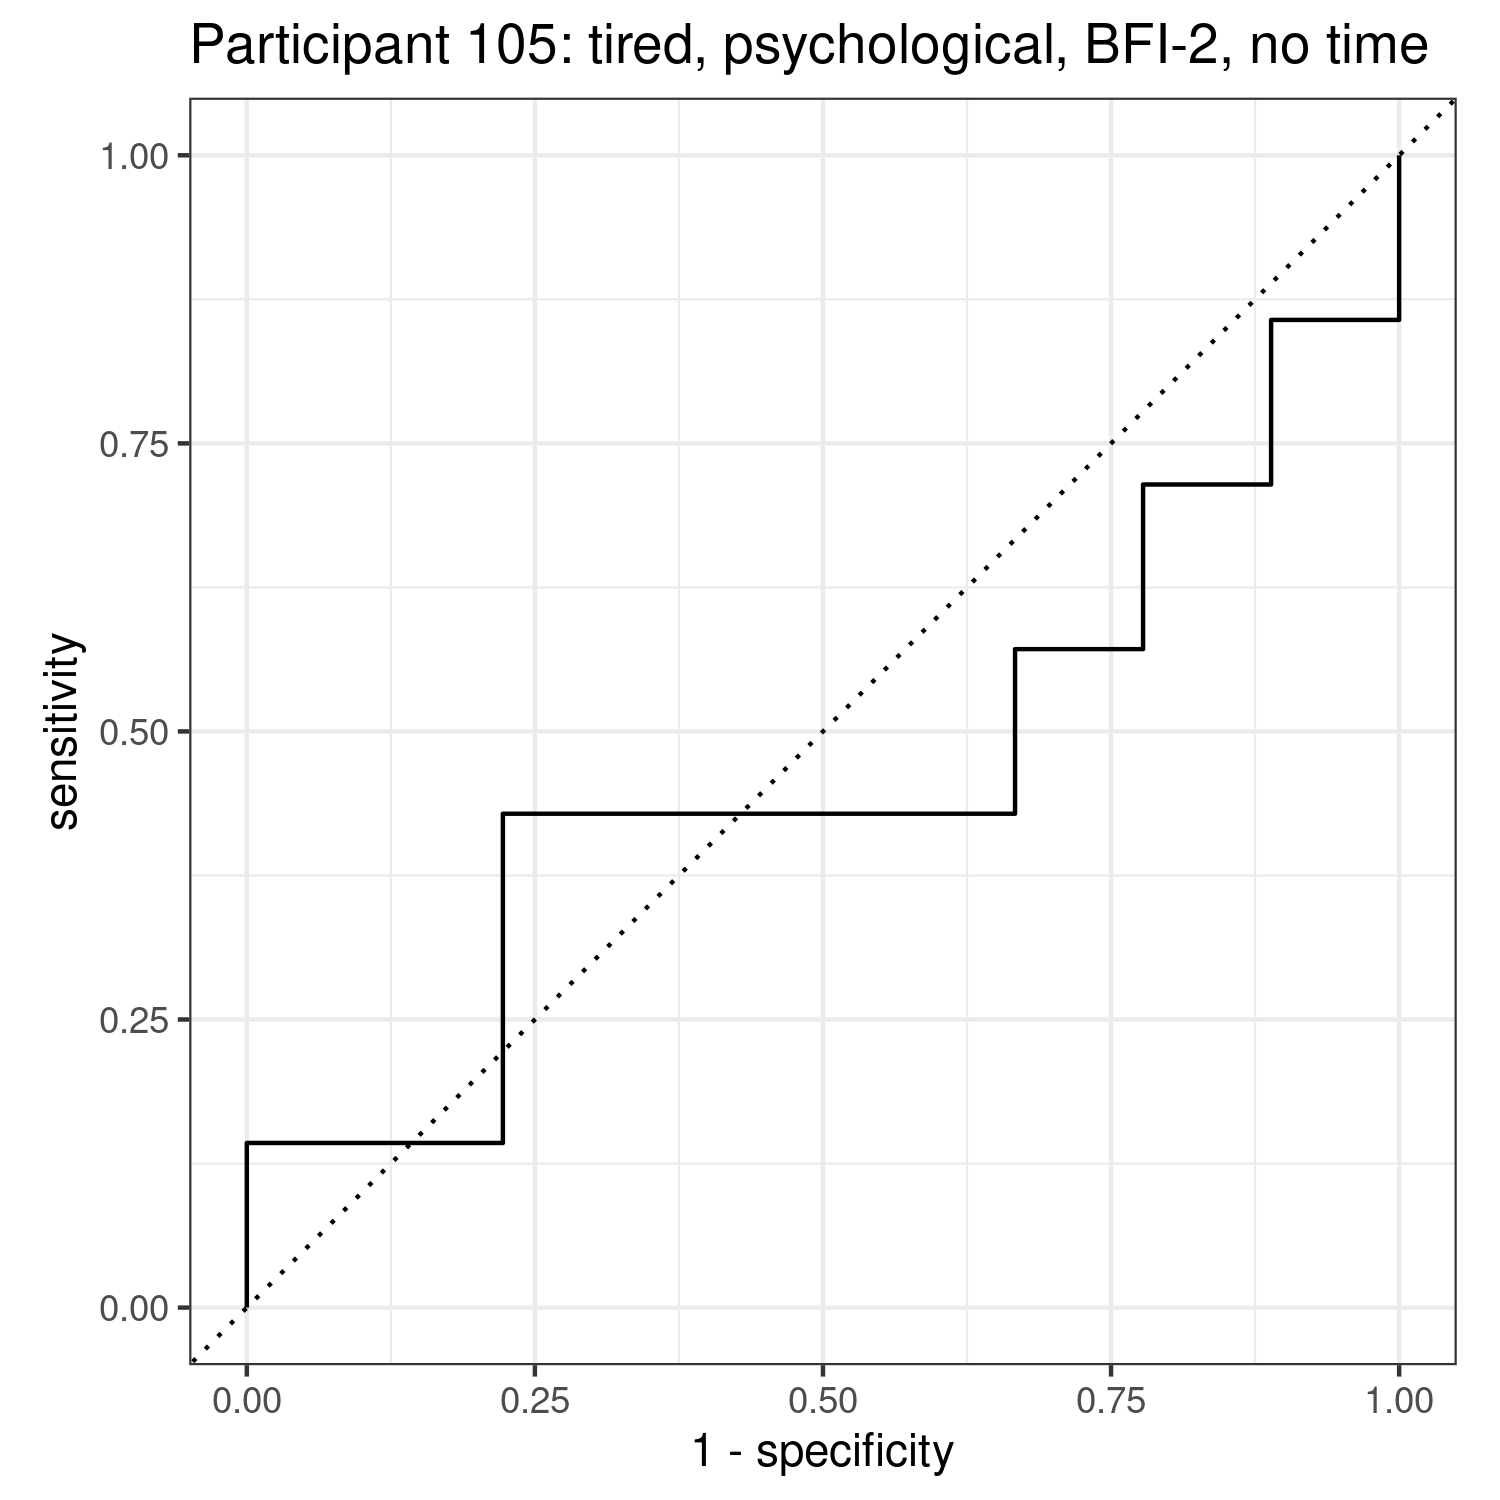 Participant 105: tired, psychological, BFI-2, no time
1.00
0.75
0.50
0.25
0.00
sensitivity
0.00 0.25 0.50 0.75 1.00
1 - specificity